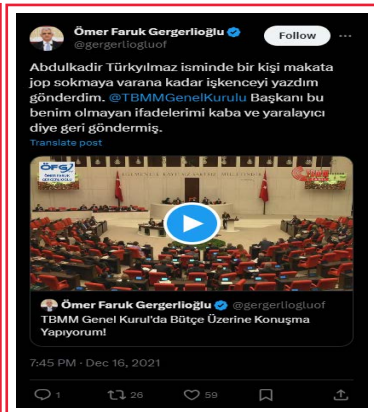 Ömer Faruk Gergerlioğlu
@gergerliogluof
Follow
Abdulkadir Türkyılmaz isminde bir kişi makata
jop sokmaya varana kadar işkenceyi yazdım
gönderdim. @TBMMGenelKurulu Başkanı bu
benim olmayan ifadelerimi kaba ve yaralayıcı
diye geri göndermiş.
Translate post
ÖFG
Ömer Faruk Gergerlioğlu @gergerliogluof
TBMM Genel Kurul'da Bütçe Üzerine Konuşma
Yapıyorum!
7:45 PM · Dec 16, 2021
1 26 59